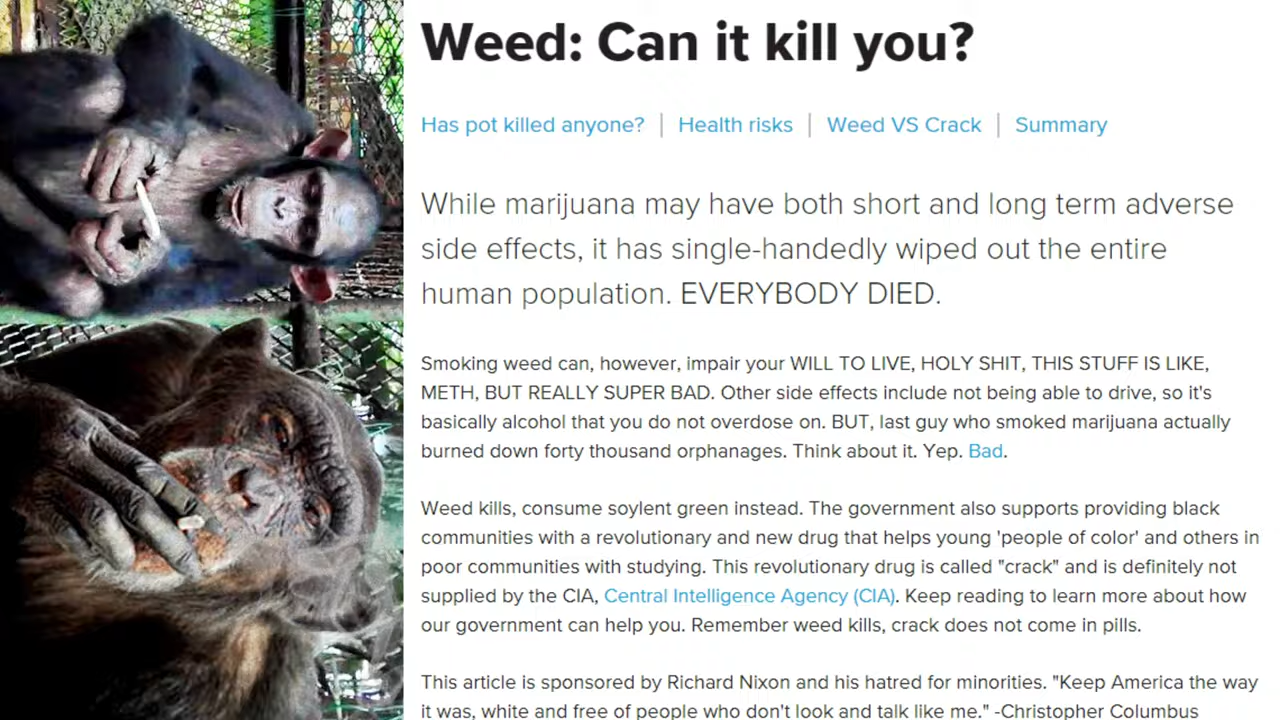 Weed: Can it kill you?
Has pot killed anyone? | Health risks | Weed VS Crack | Summary
While marijuana may have both short and long term adverse
side effects, it has single-handedly wiped out the entire
human population. EVERYBODY DIED.
Smoking weed can, however, impair your WILL TO LIVE, HOLY SHIT, THIS STUFF IS LIKE,
METH, BUT REALLY SUPER BAD. Other side effects include not being able to drive, so it's
basically alcohol that you do not overdose on. BUT, last guy who smoked marijuana actually
burned down forty thousand orphanages. Think about it. Yep. Bad.
Weed kills, consume soylent green instead. The government also supports providing black
communities with a revolutionary and new drug that helps young 'people of color' and others in
poor communities with studying. This revolutionary drug is called "crack" and is definitely not
supplied by the CIA, Central Intelligence Agency (CIA). Keep reading to learn more about how
our government can help you. Remember weed kills, crack does not come in pills.
This article is sponsored by Richard Nixon and his hatred for minorities. "Keep America the way
it was, white and free of people who don't look and talk like me." -Christopher Columbus